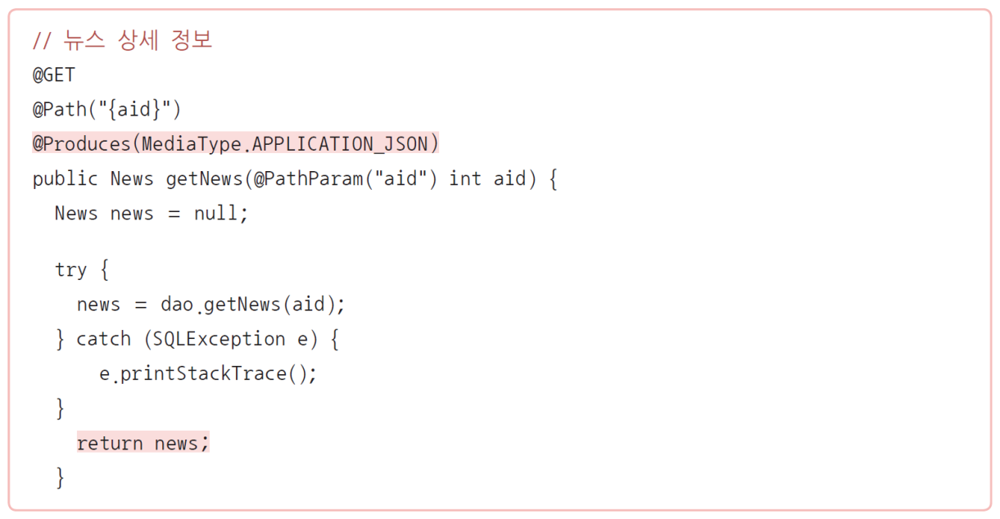 // 뉴스 상세 정보
@GET
@Path("{aid}")
@Produces(MediaType.APPLICATION_JSON)
public News getNews(@PathParam("aid") int aid) {
  News news = null;
  try {
    news = dao.getNews(aid);
  } catch (SQLException e) {
      e.printStackTrace();
  }
    return news;
  }